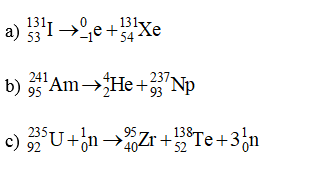 a) ¹³¹₅₃I → ⁰₋₁e + ¹³¹₅₄Xe
b) ²⁴¹₉₅Am → ⁴₂He + ²³⁷₉₃Np
c) ²³⁵₉₂U + ¹₀n → ⁹⁵₄₀Zr + ¹³⁸₅₂Te + 3¹₀n